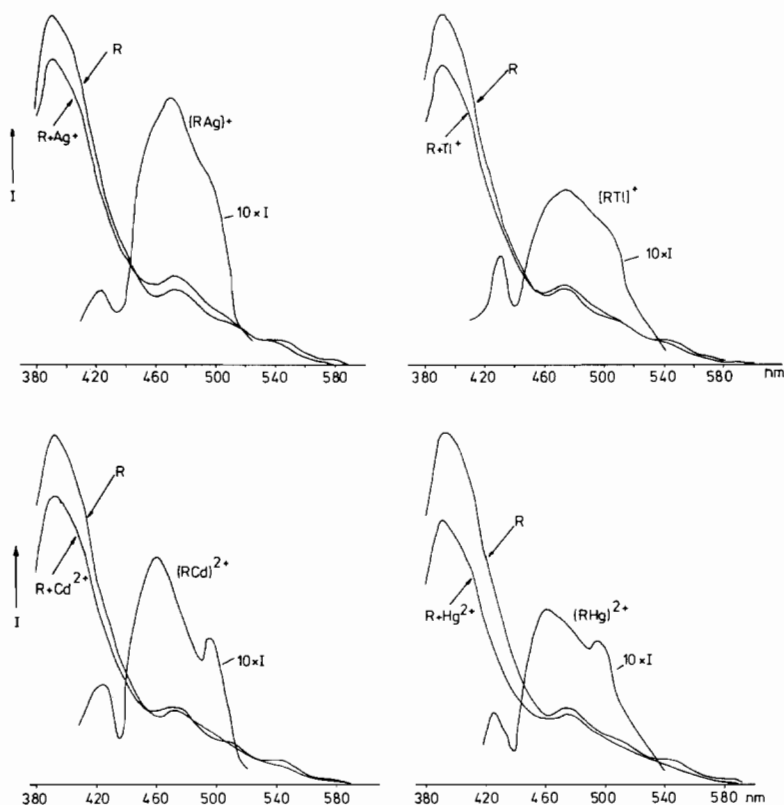 R
R+Ag⁺
{RAg}⁺
10×I
I
380 420 460 500 540 580
R
R+Tl⁺
[RTl]⁺
10×I
380 420 460 500 540 580 nm
R
R+Cd²⁺
(RCd)²⁺
10×I
I
380 420 460 500 540 580
R
R+Hg²⁺
(RHg)²⁺
10×I
380 420 460 500 540 580 nm